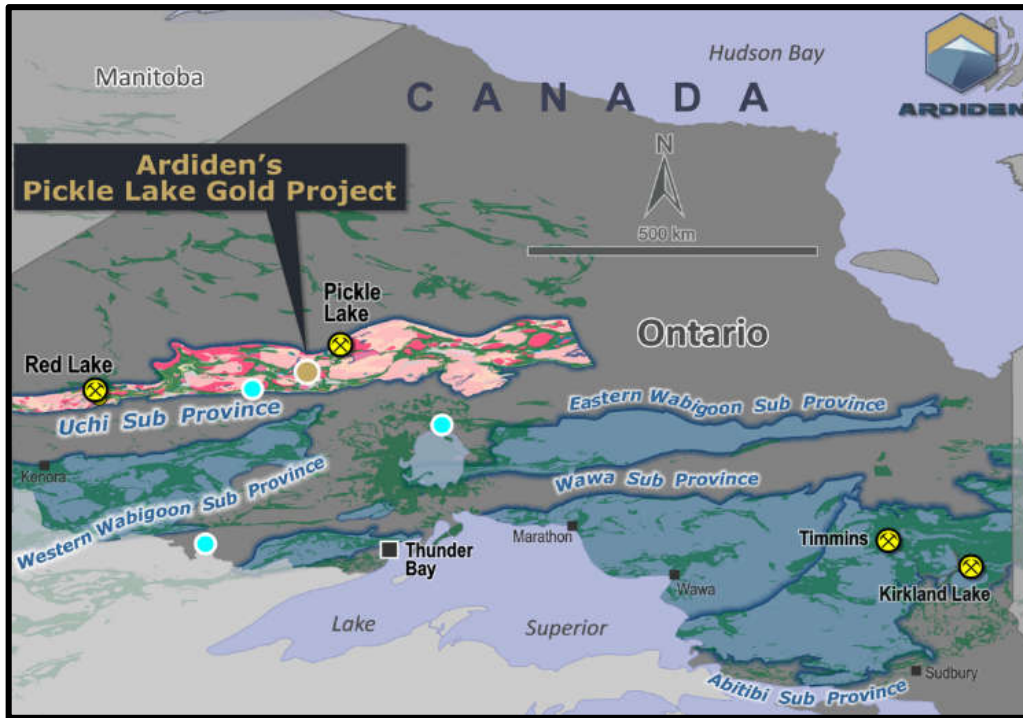 Hudson Bay
Manitoba
CANADA
ARDIDEN
Ardiden's
Pickle Lake Gold Project
N
500 km
Pickle
Lake
Ontario
Red Lake
Uchi Sub Province
Eastern Wabigoon Sub Province
Kenora
Western Wabigoon Sub Province
Wawa Sub Province
Marathon
Thunder
Bay
Timmins
Wawa
Kirkland Lake
Lake
Superior
Sudbury
Abitibi Sub Province